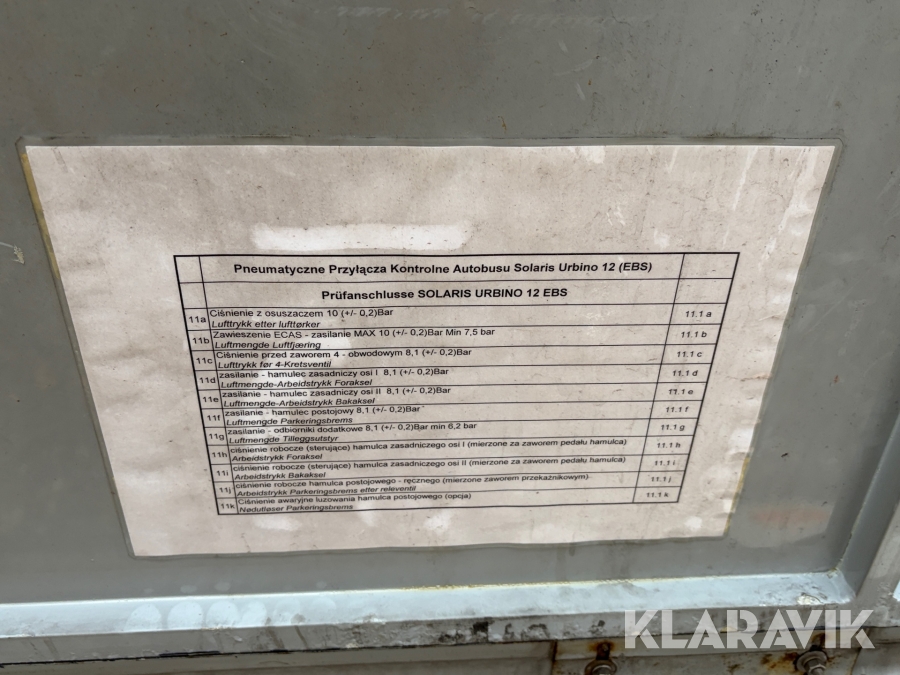 Pneumatyczne Przyłącza Kontrolne Autobusu Solaris Urbino 12 (EBS)
Prüfanschlusse SOLARIS URBINO 12 EBS
11a Ciśnienie z osuszaczem 10 (+/- 0,2)Bar 11.1 a
Lufttrykk etter lufttørker
11b Zawieszenie ECAS - zasilanie MAX 10 (+/- 0,2)Bar Min 7,5 bar 11.1 b
Luftmengde Luftfjæring
11c Ciśnienie przed zaworem 4 - obwodowym 8,1 (+/- 0,2)Bar 11.1 c
Lufttrykk før 4-Kretsventil
11d zasilanie - hamulec zasadniczy osi I 8,1 (+/- 0,2)Bar 11.1 d
Luftmengde-Arbeidstrykk Foraksel
11e zasilanie - hamulec zasadniczy osi II 8,1 (+/- 0,2)Bar 11.1 e
Luftmengde-Arbeidstrykk Bakaksel
11f zasilanie - hamulec postojowy 8,1 (+/- 0,2)Bar 11.1 f
Luftmengde Parkeringsbrems
11g zasilanie - odbiorniki dodatkowe 8,1 (+/- 0,2)Bar min 6,2 bar 11.1 g
Luftmengde Tilleggsutstyr
11h ciśnienie robocze (sterujące) hamulca zasadniczego osi I (mierzone za zaworem pedału hamulca) 11.1 h
Arbeidstrykk Foraksel
11i ciśnienie robocze (sterujące) hamulca zasadniczego osi II (mierzone za zaworem pedału hamulca) 11.1 i
Arbeidstrykk Bakaksel
11j ciśnienie robocze hamulca postojowego - ręcznego (mierzone zaworem przekaźnikowym) 11.1 j
Arbeidstrykk Parkeringsbrems etter releventil
11k Ciśnienie awaryjne luzowania hamulca postojowego (opcja) 11.1 k
Nødutløser Parkeringsbrems
KLARAVIK